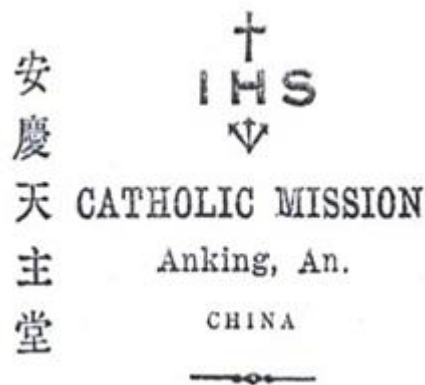 安慶天主堂
IHS
CATHOLIC MISSION
Anking, An.
CHINA